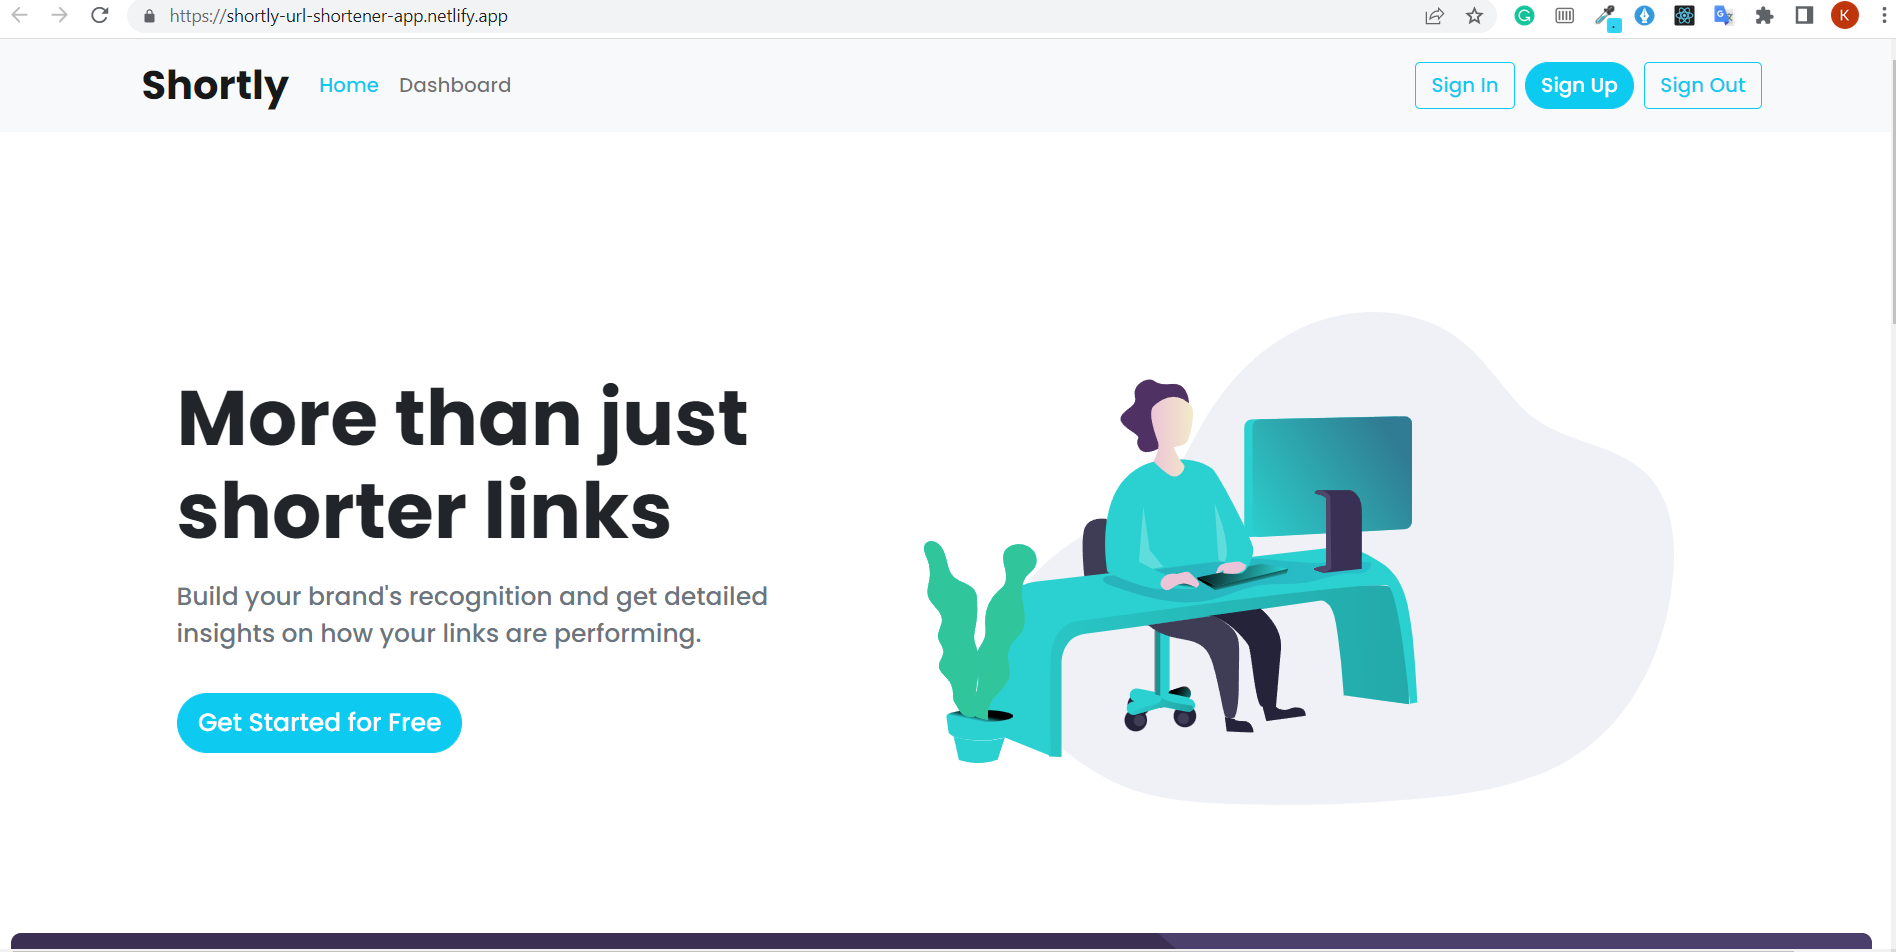 https://shortly-url-shortener-app.netlify.app
K
Shortly Home Dashboard Sign In Sign Up Sign Out
More than just
shorter links
Build your brand's recognition and get detailed
insights on how your links are performing.
Get Started for Free